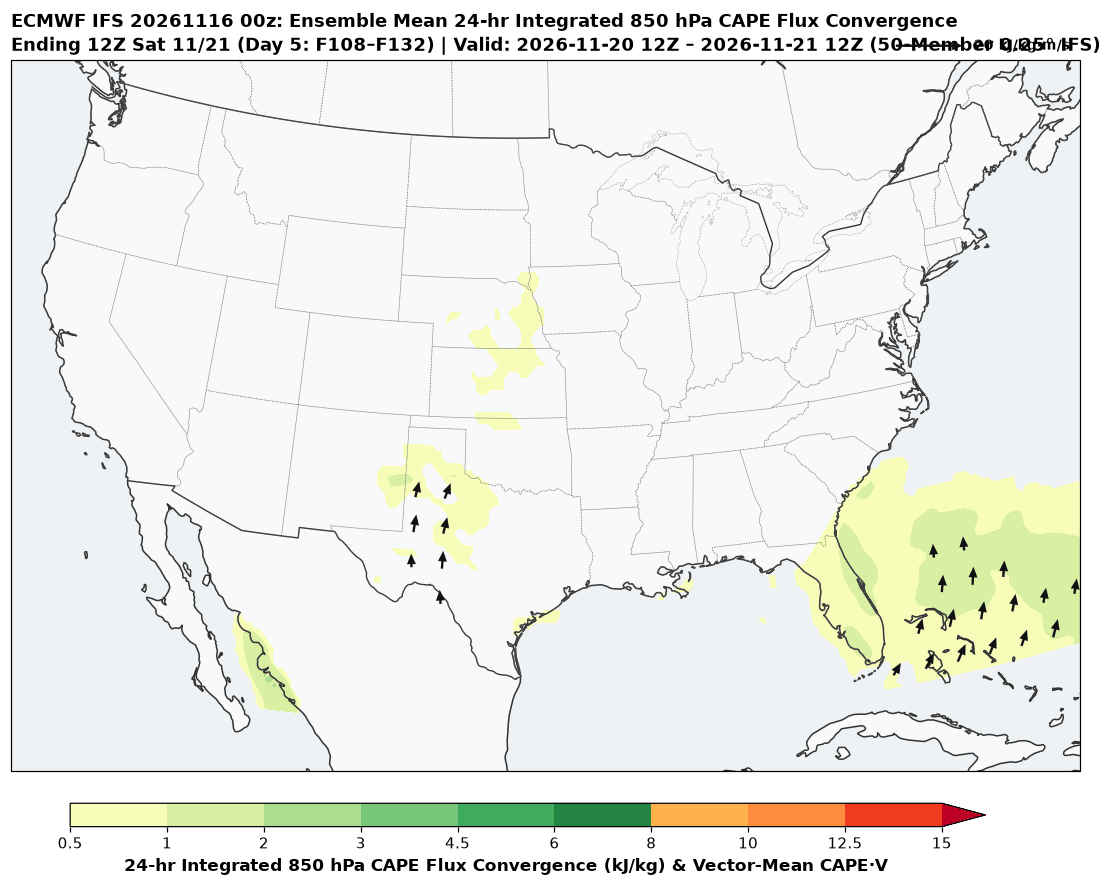 ECMWF IFS 20261116 00z: Ensemble Mean 24-hr Integrated 850 hPa CAPE Flux Convergence
Ending 12Z Sat 11/21 (Day 5: F108–F132) | Valid: 2026-11-20 12Z – 2026-11-21 12Z (50-Member 0.25° IFS)
0.5 1 2 3 4.5 6 8 10 12.5 15
24-hr Integrated 850 hPa CAPE Flux Convergence (kJ/kg) & Vector-Mean CAPE·V